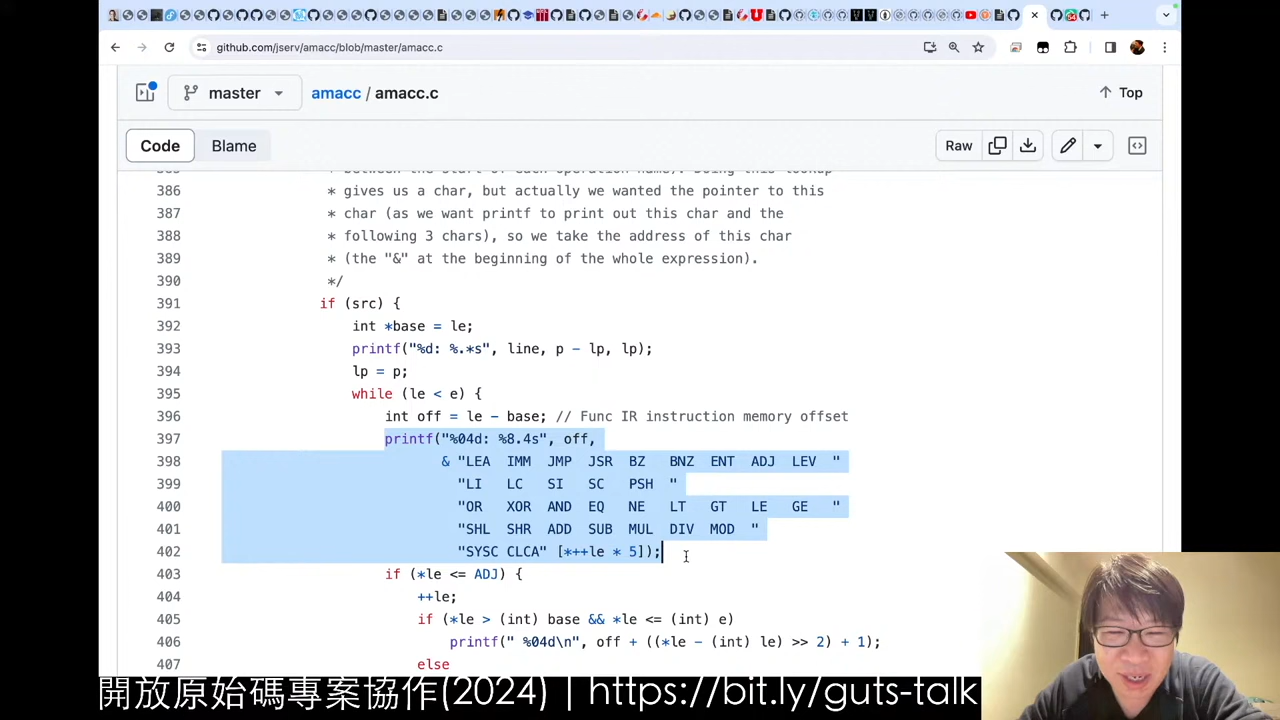 github.com/jserv/amacc/blob/master/amacc.c
master
amacc / amacc.c
Top
Code
Blame
Raw
386 * gives us a char, but actually we wanted the pointer to this
387 * char (as we want printf to print out this char and the
388 * following 3 chars), so we take the address of this char
389 * (the "&" at the beginning of the whole expression).
390 */
391 if (src) {
392 int *base = le;
393 printf("%d: %.*s", line, p - lp, lp);
394 lp = p;
395 while (le < e) {
396 int off = le - base; // Func IR instruction memory offset
397 printf("%04d: %8.4s", off,
398 & "LEA  IMM  JMP  JSR  BZ   BNZ  ENT  ADJ  LEV  "
399 "LI   LC   SI   SC   PSH  "
400 "OR   XOR  AND  EQ   NE   LT   GT   LE   GE   "
401 "SHL  SHR  ADD  SUB  MUL  DIV  MOD  "
402 "SYSC CLCA" [*++le * 5]);
403 if (*le <= ADJ) {
404 ++le;
405 if (*le > (int) base && *le <= (int) e)
406 printf(" %04d\n", off + ((*le - (int) le) >> 2) + 1);
407 else
開放原始碼專案協作(2024) | https://bit.ly/guts-talk